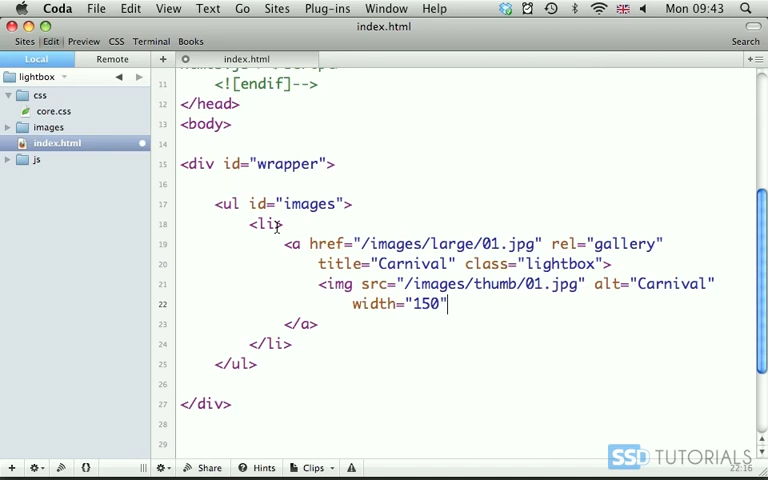 Coda File Edit View Text Go Sites Plug-ins Window Help Mon 09:43
index.html
Sites Edit Preview CSS Terminal Books Search
Local Remote index.html
lightbox
css
core.css
images
index.html
js
11 <![endif]-->
12 </head>
13 <body>
14
15 <div id="wrapper">
16
17 <ul id="images">
18 <li>
19 <a href="/images/large/01.jpg" rel="gallery"
20 title="Carnival" class="lightbox">
21 <img src="/images/thumb/01.jpg" alt="Carnival"
22 width="150"
23 </a>
24 </li>
25 </ul>
26
27 </div>
28
29
Share Hints Clips
22:16
SSD TUTORIALS